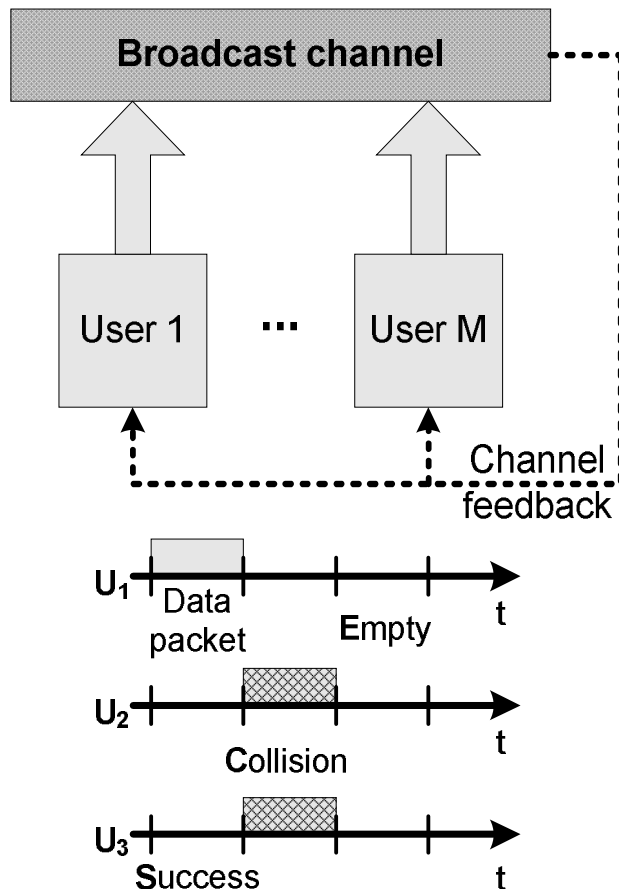 Broadcast channel
User 1
...
User M
Channel
feedback
U1
Data
packet
Empty
t
U2
Collision
t
U3
Success
t